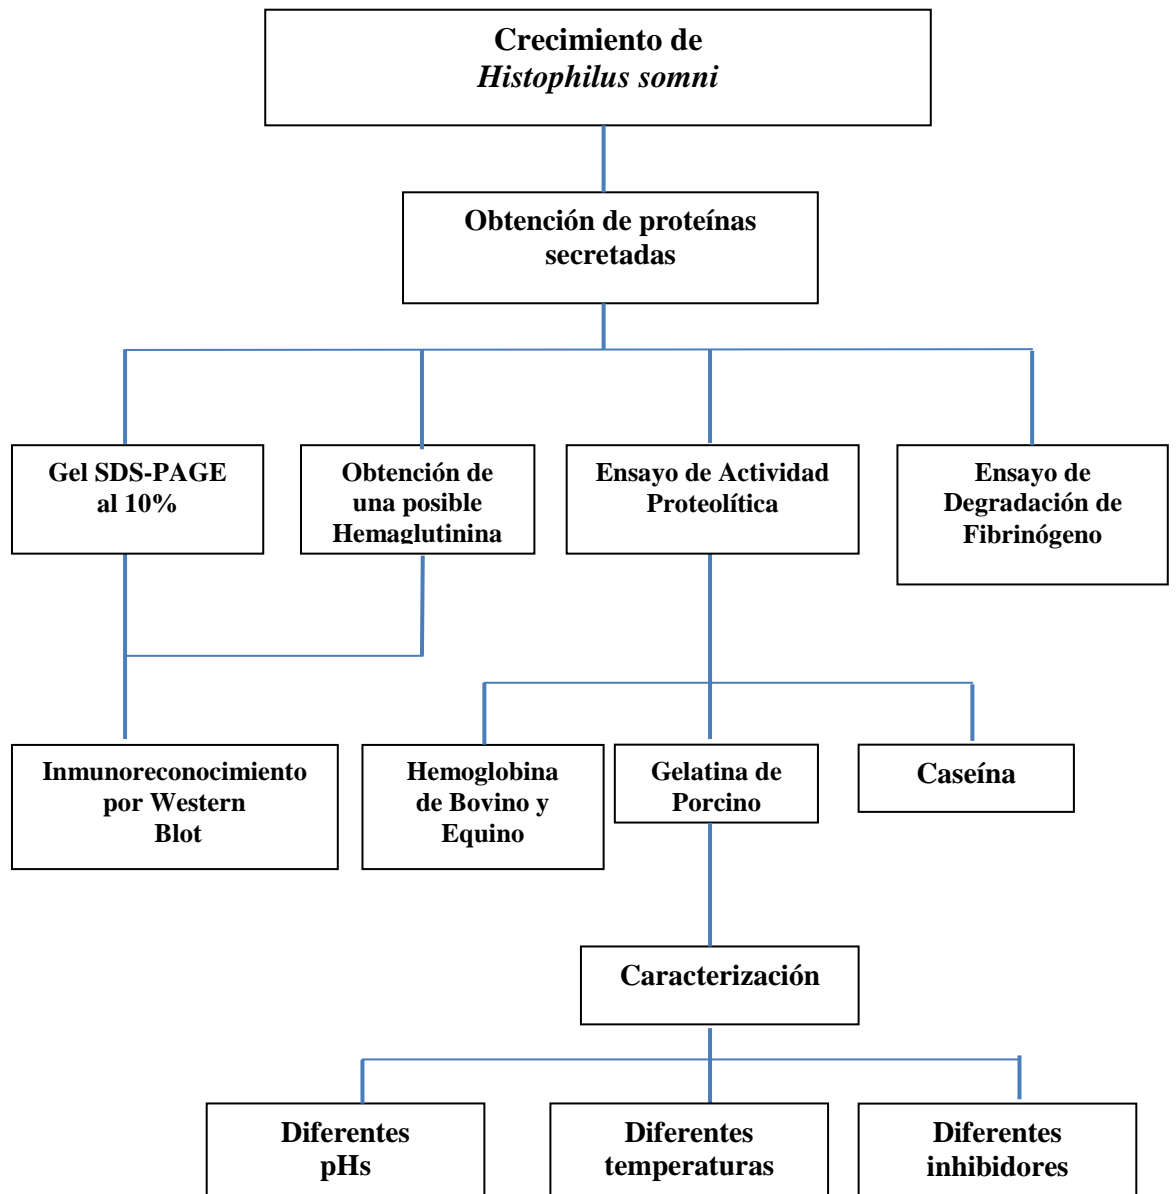 Crecimiento de
Histophilus somni
Obtención de proteínas
secretadas
Gel SDS-PAGE
al 10%
Obtención de
una posible
Hemaglutinina
Ensayo de Actividad
Proteolítica
Ensayo de
Degradación de
Fibrinógeno
Inmunoreconocimiento
por Western
Blot
Hemoglobina
de Bovino y
Equino
Gelatina de
Porcino
Caseína
Caracterización
Diferentes
pHs
Diferentes
temperaturas
Diferentes
inhibidores